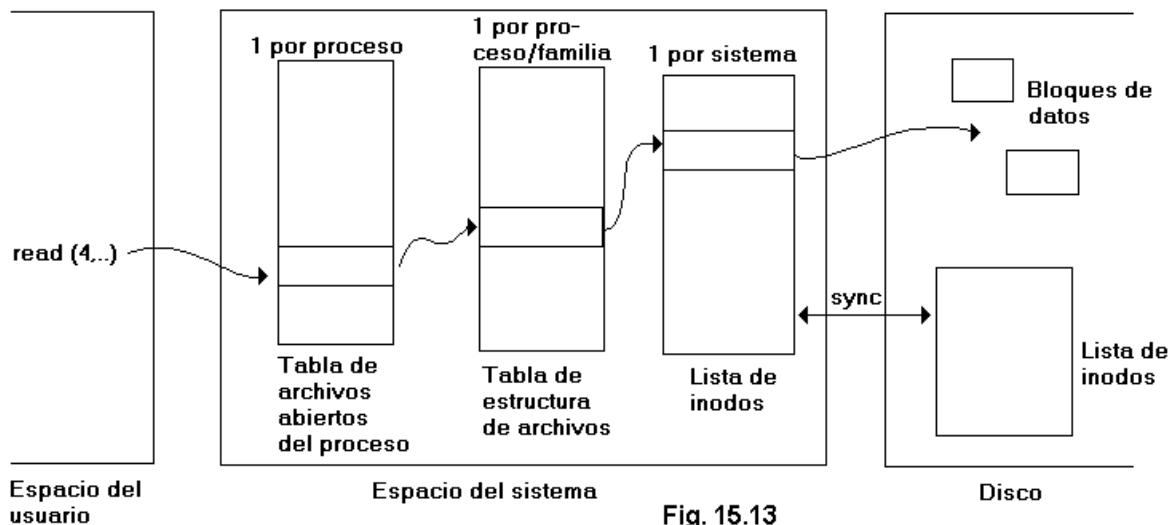 1 por proceso
1 por pro-
ceso/familia
1 por sistema
Bloques de
datos
read (4,..)
sync
Tabla de
archivos
abiertos
del proceso
Tabla de
estructura
de archivos
Lista de
inodos
Lista de
inodos
Espacio del
usuario
Espacio del sistema
Disco
Fig. 15.13